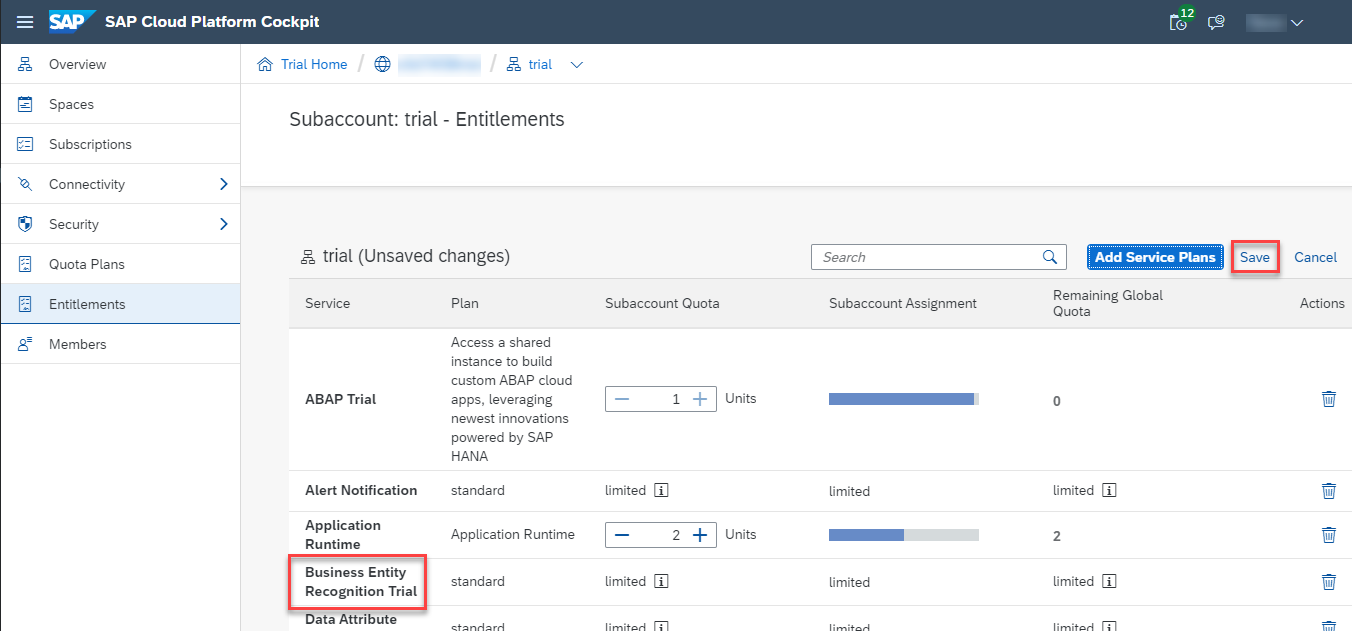 SAP SAP Cloud Platform Cockpit
12
Overview
Spaces
Subscriptions
Connectivity
Security
Quota Plans
Entitlements
Members
Trial Home / / trial
Subaccount: trial - Entitlements
trial (Unsaved changes)
Search
Add Service Plans
Save
Cancel
Service Plan Subaccount Quota Subaccount Assignment Remaining Global Quota Actions
ABAP Trial
Access a shared
instance to build
custom ABAP cloud
apps, leveraging
newest innovations
powered by SAP
HANA
1 Units
0
Alert Notification standard limited limited limited
Application
Runtime
Application Runtime
2 Units
2
Business Entity
Recognition Trial
standard limited limited limited
Data Attribute
standard limited limited limited